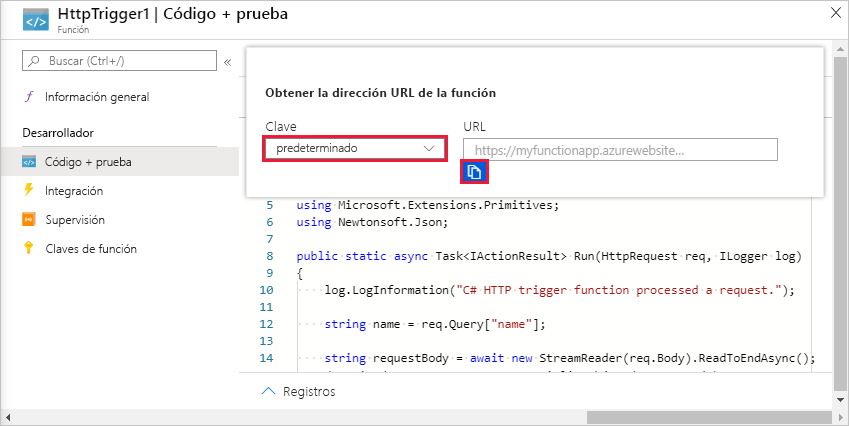 HttpTrigger1 | Código + prueba
Función
Buscar (Ctrl+/)
«
Información general
Desarrollador
Código + prueba
Integración
Supervisión
Claves de función
Obtener la dirección URL de la función
Clave
URL
predeterminado
https://myfunctionapp.azurewebsite...
5 using Microsoft.Extensions.Primitives;
6 using Newtonsoft.Json;
7
8 public static async Task<IActionResult> Run(HttpRequest req, ILogger log)
9 {
10 log.LogInformation("C# HTTP trigger function processed a request.");
11
12 string name = req.Query["name"];
13
14 string requestBody = await new StreamReader(req.Body).ReadToEndAsync();
Registros